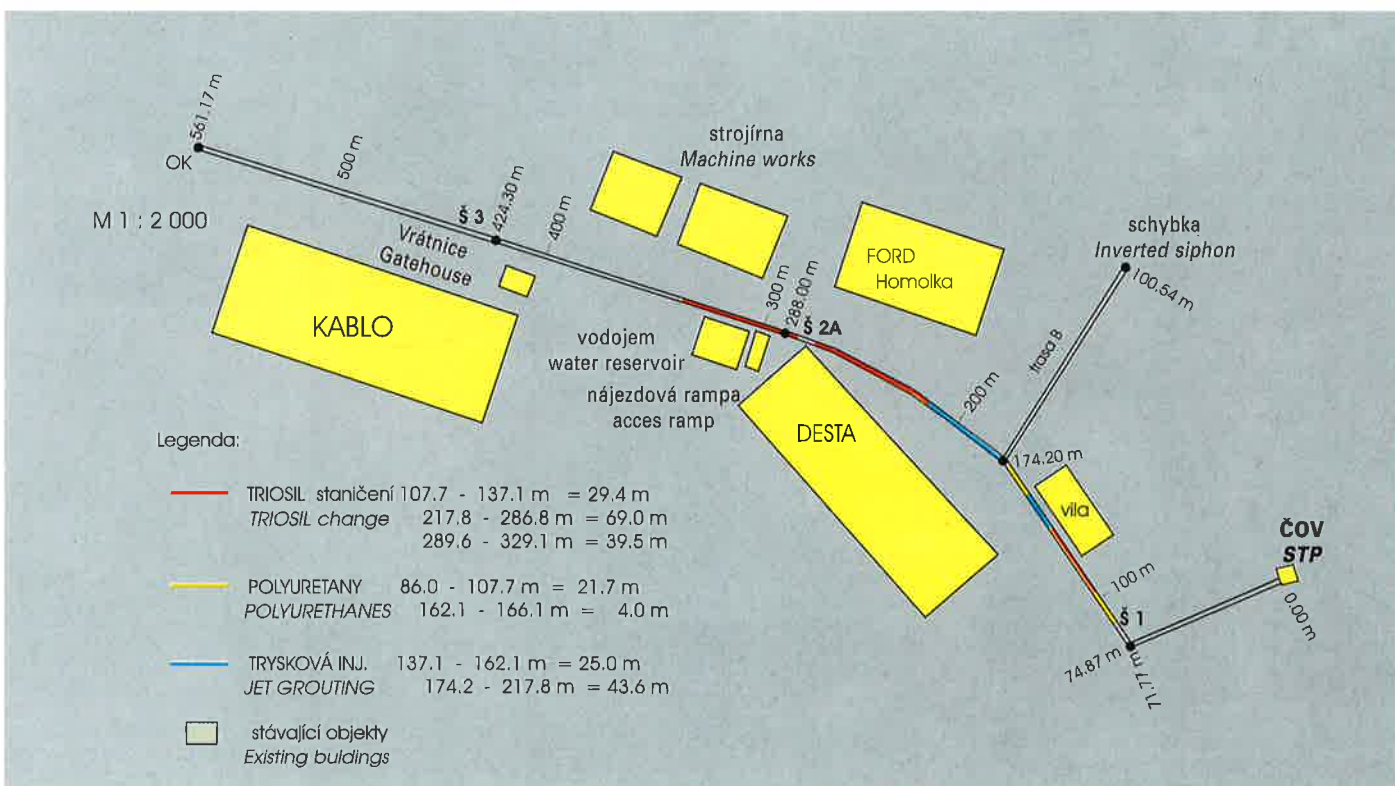 561.17 m
OK
500 m
M 1 : 2 000
Š 3
424.30 m
400 m
Vrátnice
Gatehouse
KABLO
strojírna
Machine works
300 m
288.00 m
Š 2A
FORD
Homolka
vodojem
water reservoir
nájezdová rampa
acces ramp
DESTA
200 m
schybka
Inverted siphon
100.54 m
trasa B
174.20 m
vila
100 m
Š 1
74.87 m
71.77 m
ČOV
STP
0.00 m
Legenda:
TRIOSIL staničení 107.7 - 137.1 m = 29.4 m
TRIOSIL change 217.8 - 286.8 m = 69.0 m
289.6 - 329.1 m = 39.5 m
POLYURETANY 86.0 - 107.7 m = 21.7 m
POLYURETHANES 162.1 - 166.1 m = 4.0 m
TRYSKOVÁ INJ. 137.1 - 162.1 m = 25.0 m
JET GROUTING 174.2 - 217.8 m = 43.6 m
stávající objekty
Existing buldings